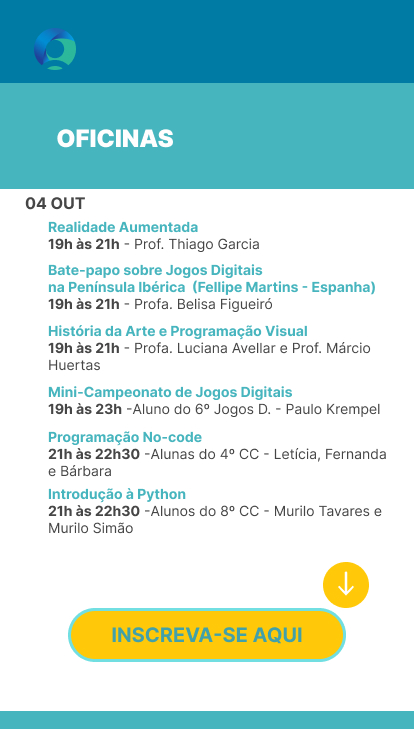 OFICINAS
04 OUT
Realidade Aumentada
19h às 21h - Prof. Thiago Garcia
Bate-papo sobre Jogos Digitais
na Península Ibérica (Fellipe Martins - Espanha)
19h às 21h - Profa. Belisa Figueiró
História da Arte e Programação Visual
19h às 21h - Profa. Luciana Avellar e Prof. Márcio
Huertas
Mini-Campeonato de Jogos Digitais
19h às 23h -Aluno do 6º Jogos D. - Paulo Krempel
Programação No-code
21h às 22h30 -Alunas do 4º CC - Letícia, Fernanda
e Bárbara
Introdução à Python
21h às 22h30 -Alunos do 8º CC - Murilo Tavares e
Murilo Simão
INSCREVA-SE AQUI